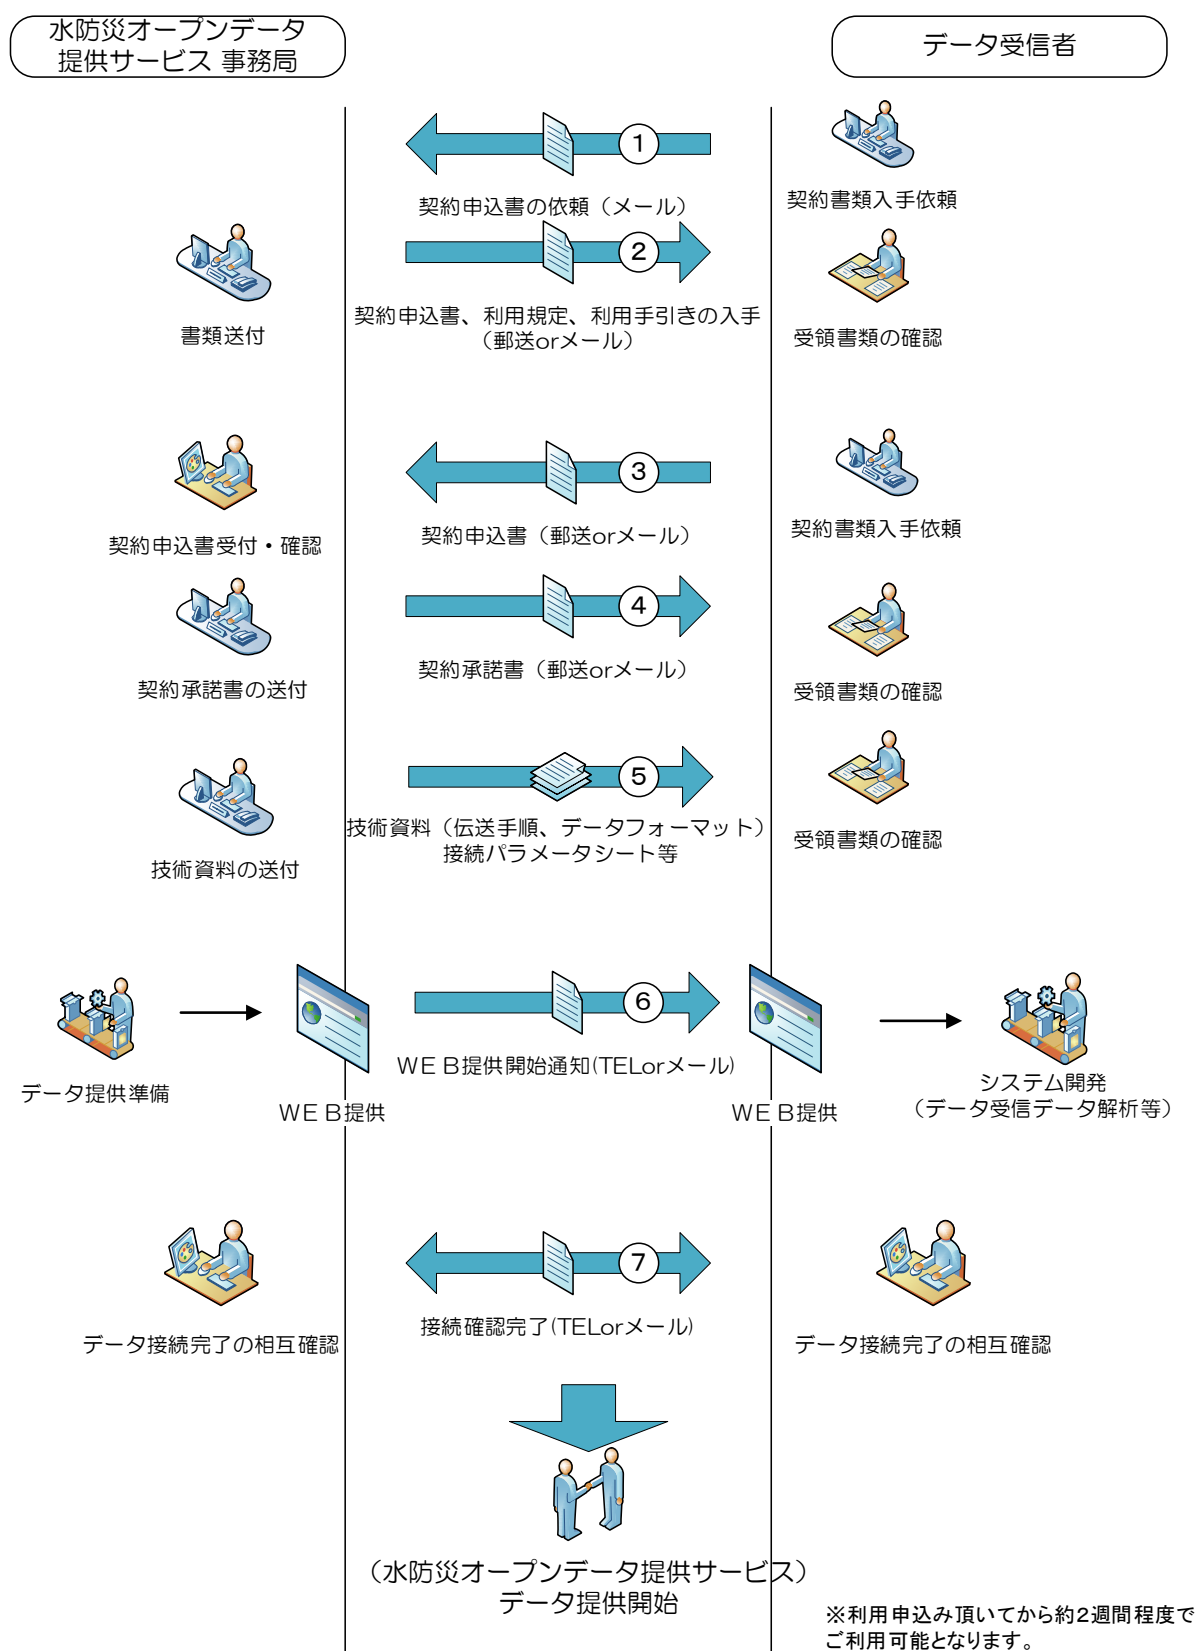 水防災オープンデータ
提供サービス 事務局
データ受信者
①
契約申込書の依頼（メール）
契約書類入手依頼
②
書類送付
契約申込書、利用規定、利用手引きの入手
（郵送orメール）
受領書類の確認
③
契約申込書受付・確認
契約申込書（郵送orメール）
契約書類入手依頼
④
契約承諾書の送付
契約承諾書（郵送orメール）
受領書類の確認
⑤
技術資料の送付
技術資料（伝送手順、データフォーマット）
接続パラメータシート等
受領書類の確認
⑥
データ提供準備
ＷＥＢ提供
ＷＥＢ提供開始通知(TELorメール)
ＷＥＢ提供
システム開発
（データ受信データ解析等）
⑦
データ接続完了の相互確認
接続確認完了(TELorメール)
データ接続完了の相互確認
（水防災オープンデータ提供サービス）
データ提供開始
※利用申込み頂いてから約２週間程度で
ご利用可能となります。